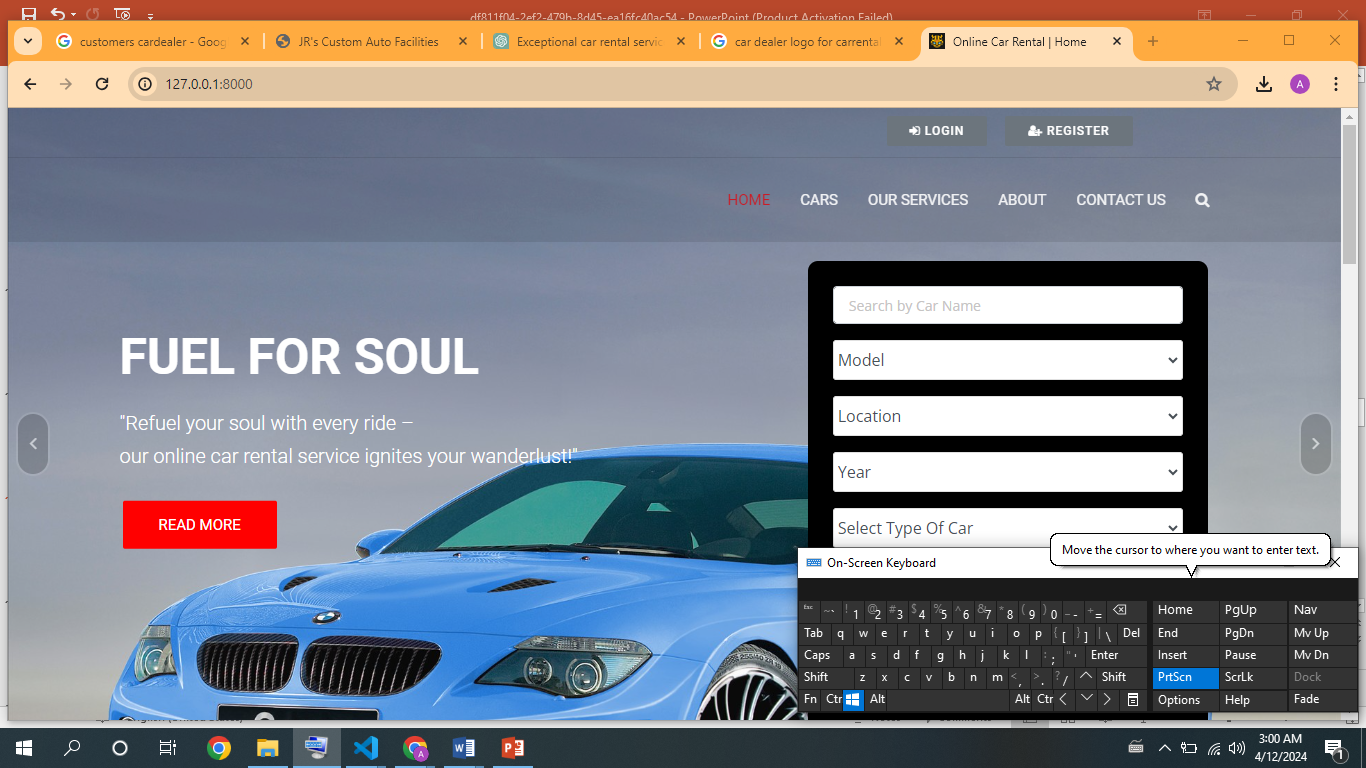 df811f04-2ef2-479b-8d45-ea16fc40ac54 - PowerPoint (Product Activation Failed)
customers cardealer - Goog
JR's Custom Auto Facilities
Exceptional car rental servic
car dealer logo for carrental
Online Car Rental | Home
127.0.0.1:8000
A
LOGIN
REGISTER
HOME
CARS
OUR SERVICES
ABOUT
CONTACT US
Search by Car Name
Model
Location
Year
Select Type Of Car
FUEL FOR SOUL
"Refuel your soul with every ride –
our online car rental service ignites your wanderlust!"
READ MORE
Move the cursor to where you want to enter text.
On-Screen Keyboard
Esc ~ ` ! 1 @ 2 # 3 $ 4 % 5 ^ 6 & 7 * 8 ( 9 ) 0 _ - + = Home PgUp Nav
Tab q w e r t y u i o p { [ } ] | \ Del End PgDn Mv Up
Caps a s d f g h j k l : ; " ' Enter Insert Pause Mv Dn
Shift z x c v b n m < , > . ? / Shift PrtScn ScrLk Dock
Fn Ctr Alt Alt Ctr Options Help Fade
3:00 AM
4/12/2024
1